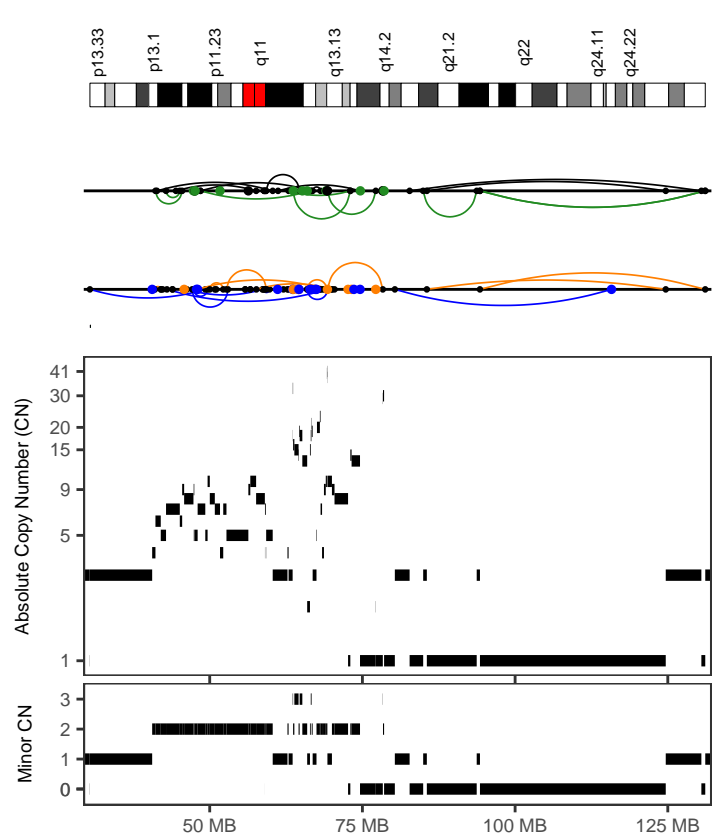 p13.33
p13.1
p11.23
q11
q13.13
q14.2
q21.2
q22
q24.11
q24.22
Absolute Copy Number (CN)
41
30
20
15
9
5
1
Minor CN
3
2
1
0
50 MB
75 MB
100 MB
125 MB